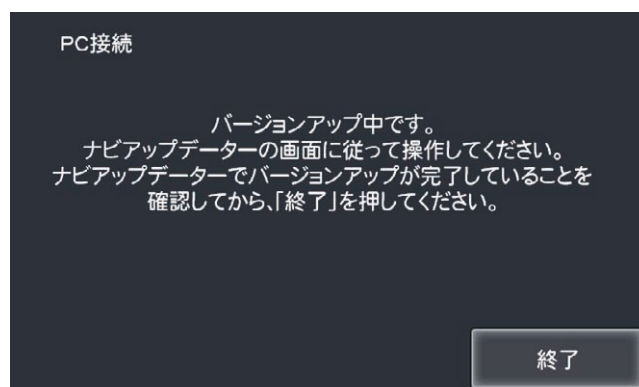 PC接続
バージョンアップ中です。
ナビアップデーターの画面に従って操作してください。
ナビアップデーターでバージョンアップが完了していることを
確認してから、「終了」を押してください。
終了